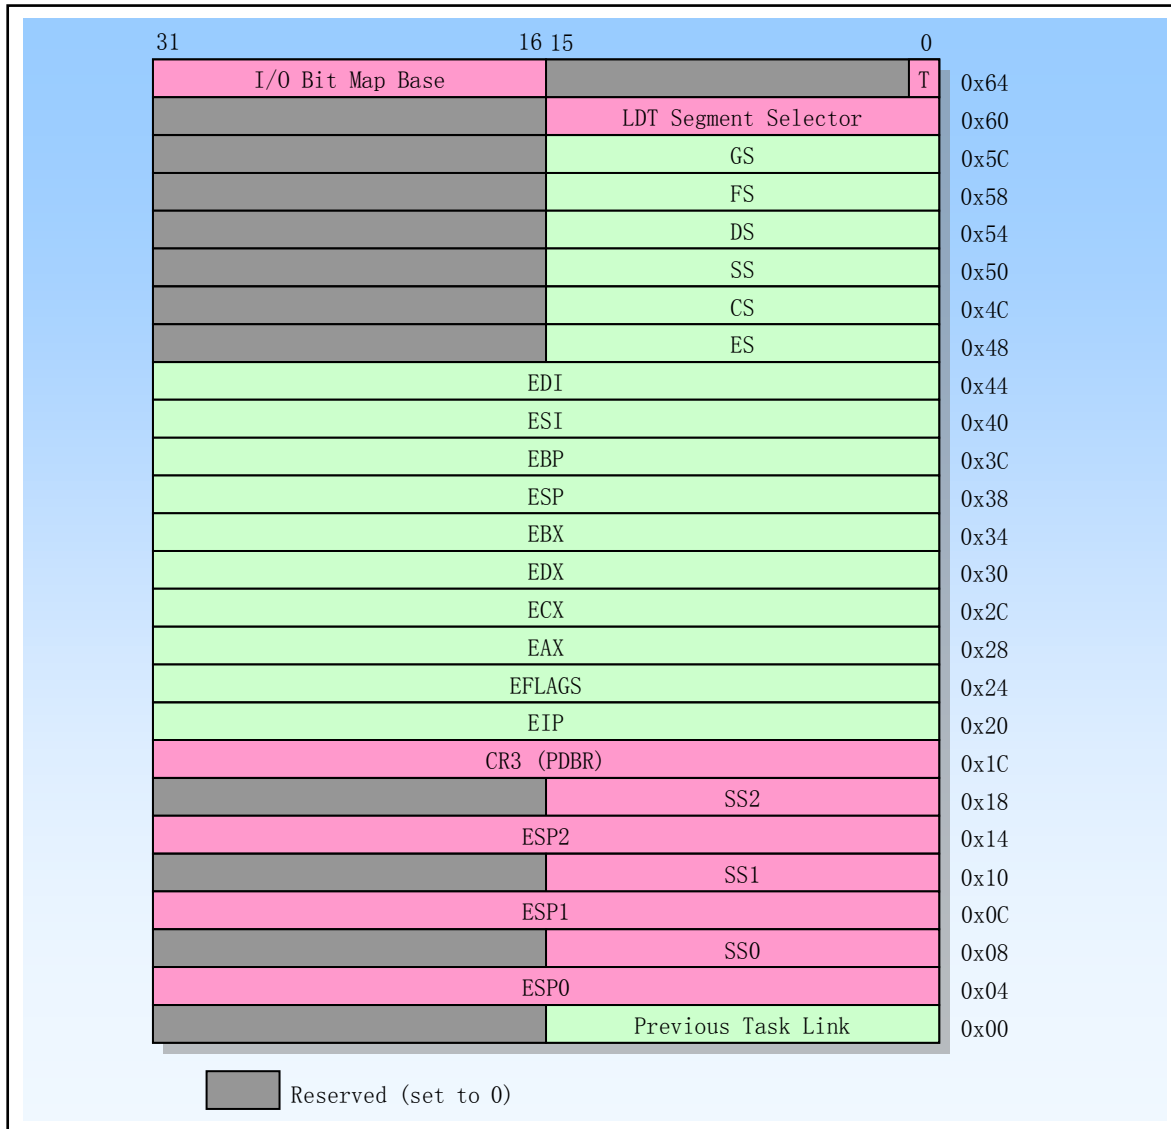 31 16 15 0
I/O Bit Map Base T 0x64
LDT Segment Selector 0x60
GS 0x5C
FS 0x58
DS 0x54
SS 0x50
CS 0x4C
ES 0x48
EDI 0x44
ESI 0x40
EBP 0x3C
ESP 0x38
EBX 0x34
EDX 0x30
ECX 0x2C
EAX 0x28
EFLAGS 0x24
EIP 0x20
CR3 (PDBR) 0x1C
SS2 0x18
ESP2 0x14
SS1 0x10
ESP1 0x0C
SS0 0x08
ESP0 0x04
Previous Task Link 0x00
Reserved (set to 0)